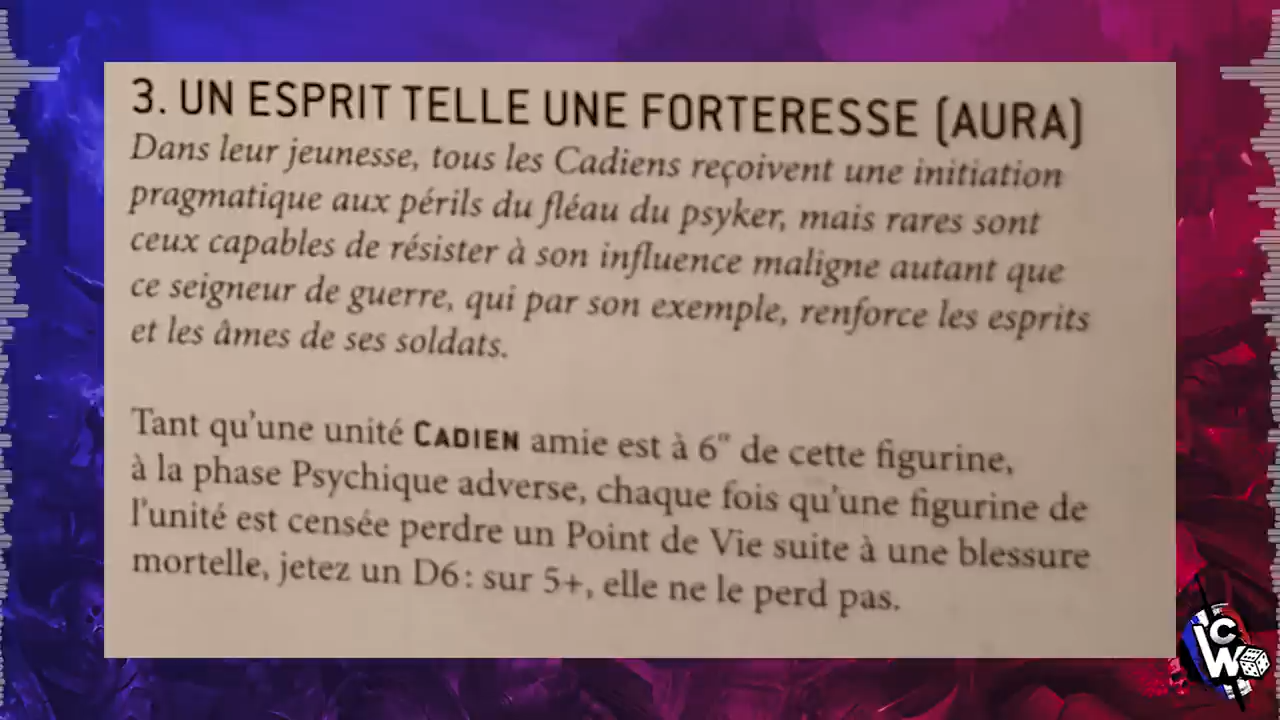 3. UN ESPRIT TELLE UNE FORTERESSE (AURA)
Dans leur jeunesse, tous les Cadiens reçoivent une initiation
pragmatique aux périls du fléau du psyker, mais rares sont
ceux capables de résister à son influence maligne autant que
ce seigneur de guerre, qui par son exemple, renforce les esprits
et les âmes de ses soldats.
Tant qu'une unité CADIEN amie est à 6" de cette figurine,
à la phase Psychique adverse, chaque fois qu'une figurine de
l'unité est censée perdre un Point de Vie suite à une blessure
mortelle, jetez un D6 : sur 5+, elle ne le perd pas.
ICW